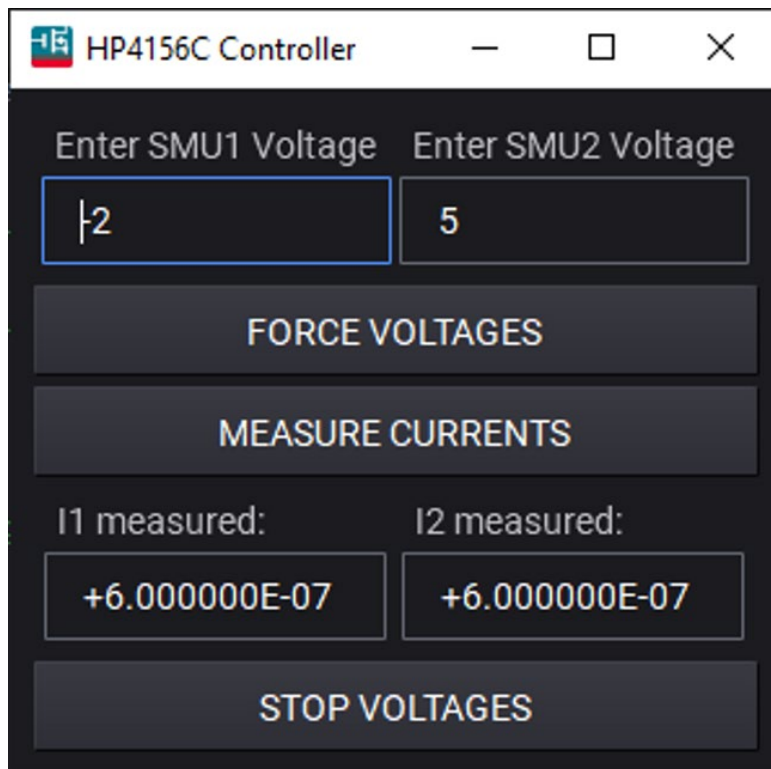 HP4156C Controller
Enter SMU1 Voltage Enter SMU2 Voltage
-2 5
FORCE VOLTAGES
MEASURE CURRENTS
I1 measured: I2 measured:
+6.000000E-07 +6.000000E-07
STOP VOLTAGES